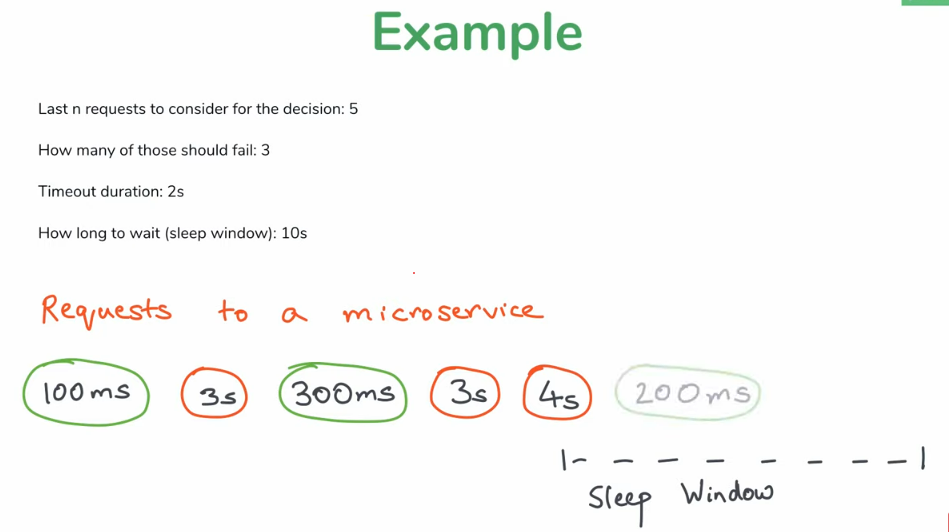 Example
Last n requests to consider for the decision: 5
How many of those should fail: 3
Timeout duration: 2s
How long to wait (sleep window): 10s
Requests to a microservice
100ms 3s 300ms 3s 4s 200ms
Sleep Window